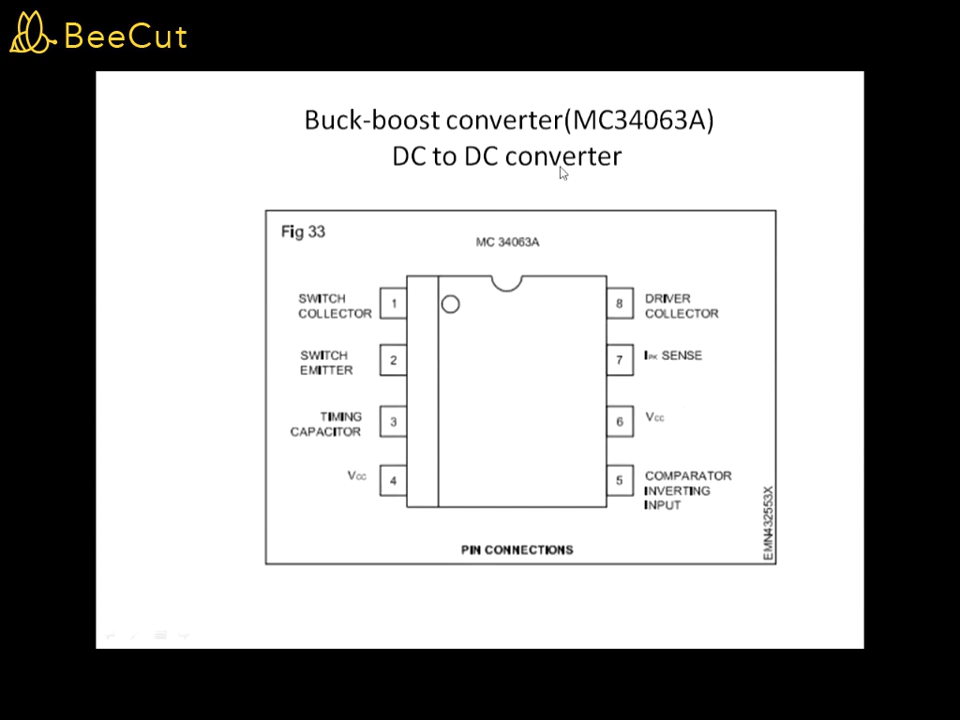 BeeCut
Buck-boost converter(MC34063A)
DC to DC converter
Fig 33
MC 34063A
SWITCH
COLLECTOR
1
8
DRIVER
COLLECTOR
SWITCH
EMITTER
2
7
IPK SENSE
TIMING
CAPACITOR
3
6
VCC
VCC
4
5
COMPARATOR
INVERTING
INPUT
PIN CONNECTIONS
EMN432553X